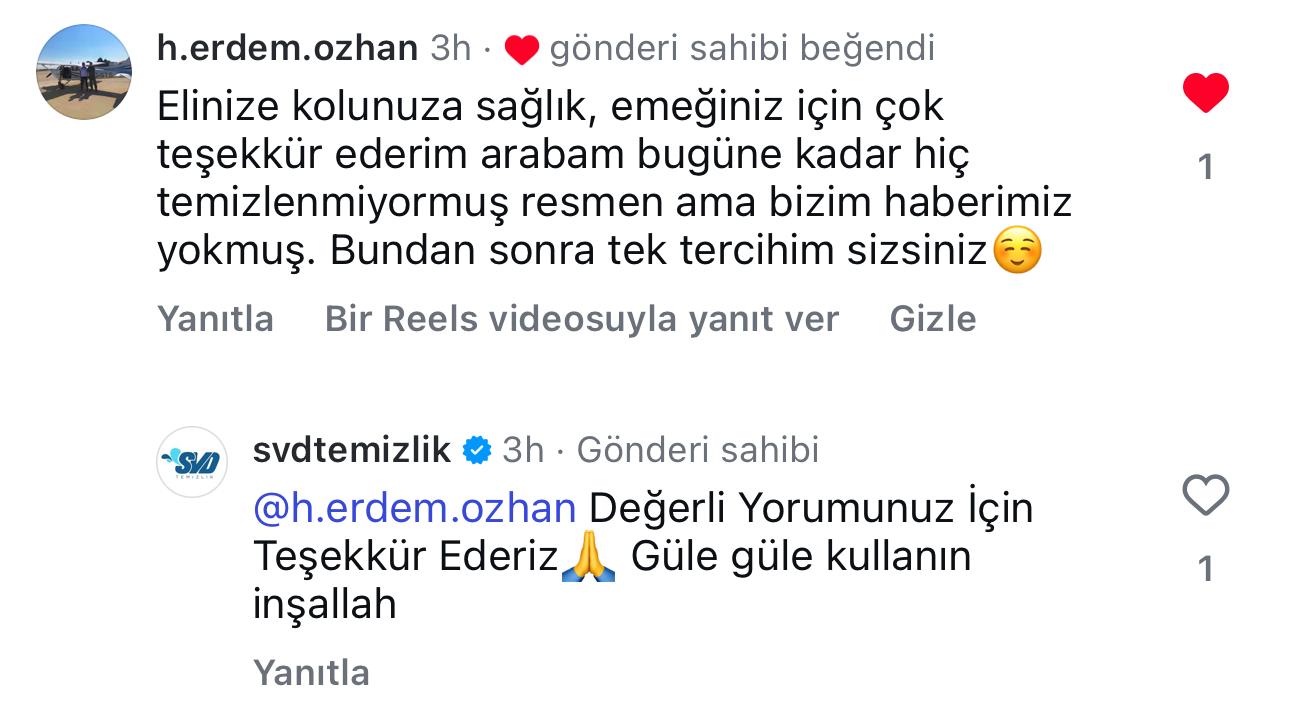 h.erdem.ozhan 3h · ❤️ gönderi sahibi beğendi
Elinize kolunuza sağlık, emeğiniz için çok
teşekkür ederim arabam bugüne kadar hiç
temizlenmiyormuş resmen ama bizim haberimiz
yokmuş. Bundan sonra tek tercihim sizsiniz☺️
1
Yanıtla Bir Reels videosuyla yanıt ver Gizle
SVD
TEMİZLİK
svdtemizlik 3h · Gönderi sahibi
@h.erdem.ozhan Değerli Yorumunuz İçin
Teşekkür Ederiz🙏 Güle güle kullanın
inşallah
1
Yanıtla